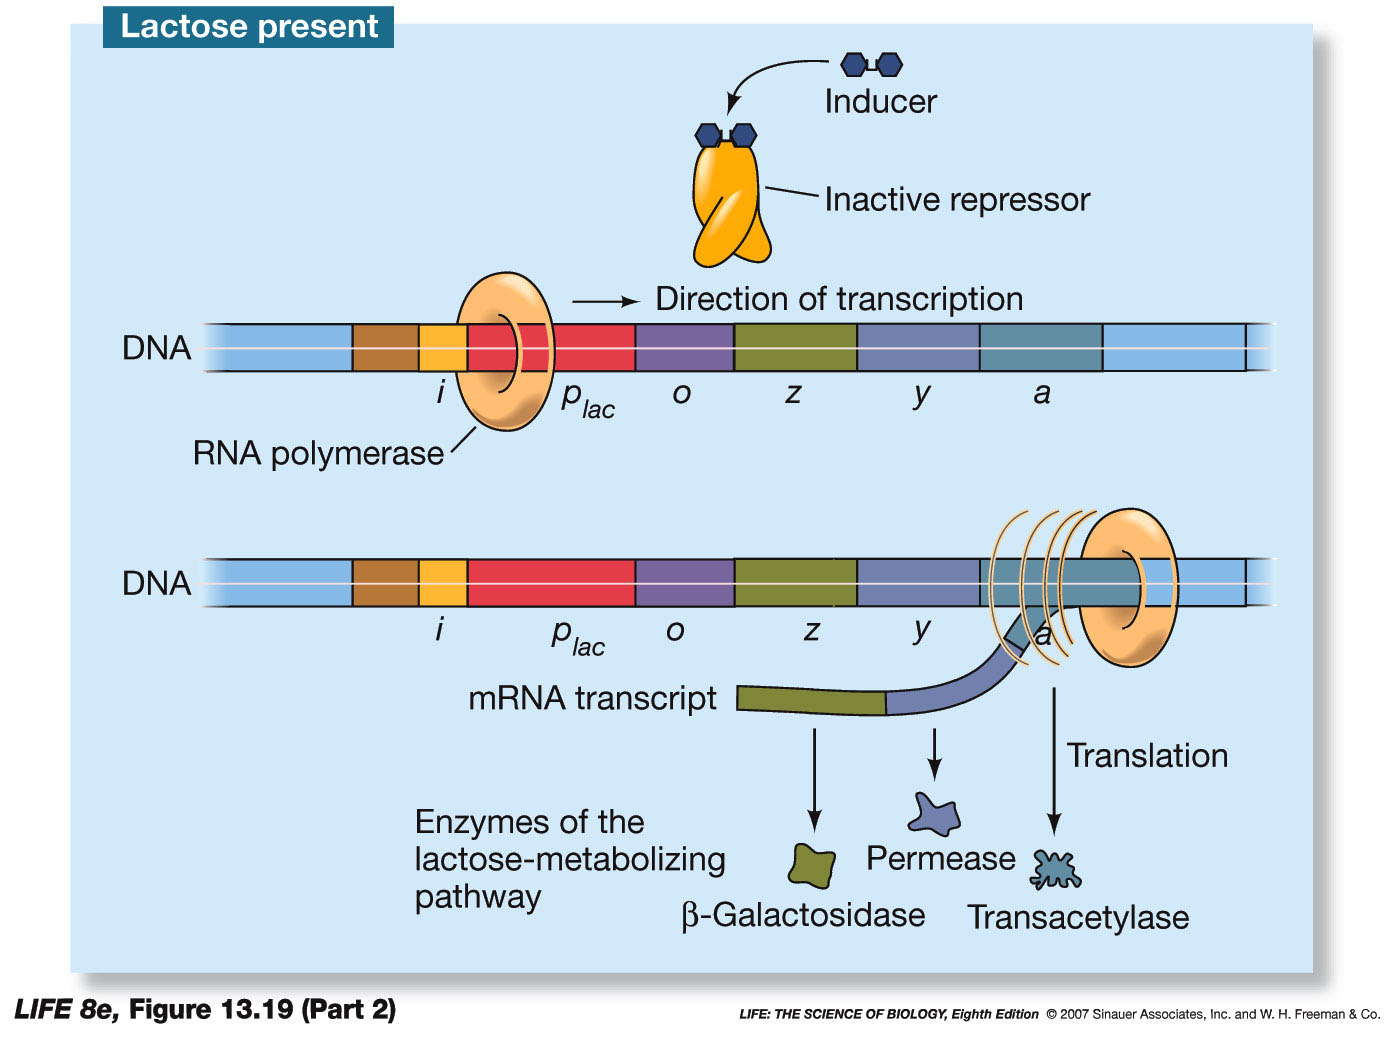 Lactose present
Inducer
Inactive repressor
Direction of transcription
DNA
i
plac
o
z
y
a
RNA polymerase
DNA
i
plac
o
z
y
a
mRNA transcript
Translation
Enzymes of the
lactose-metabolizing
pathway
Permease
β-Galactosidase
Transacetylase
LIFE 8e, Figure 13.19 (Part 2)
LIFE: THE SCIENCE OF BIOLOGY, Eighth Edition © 2007 Sinauer Associates, Inc. and W. H. Freeman & Co.